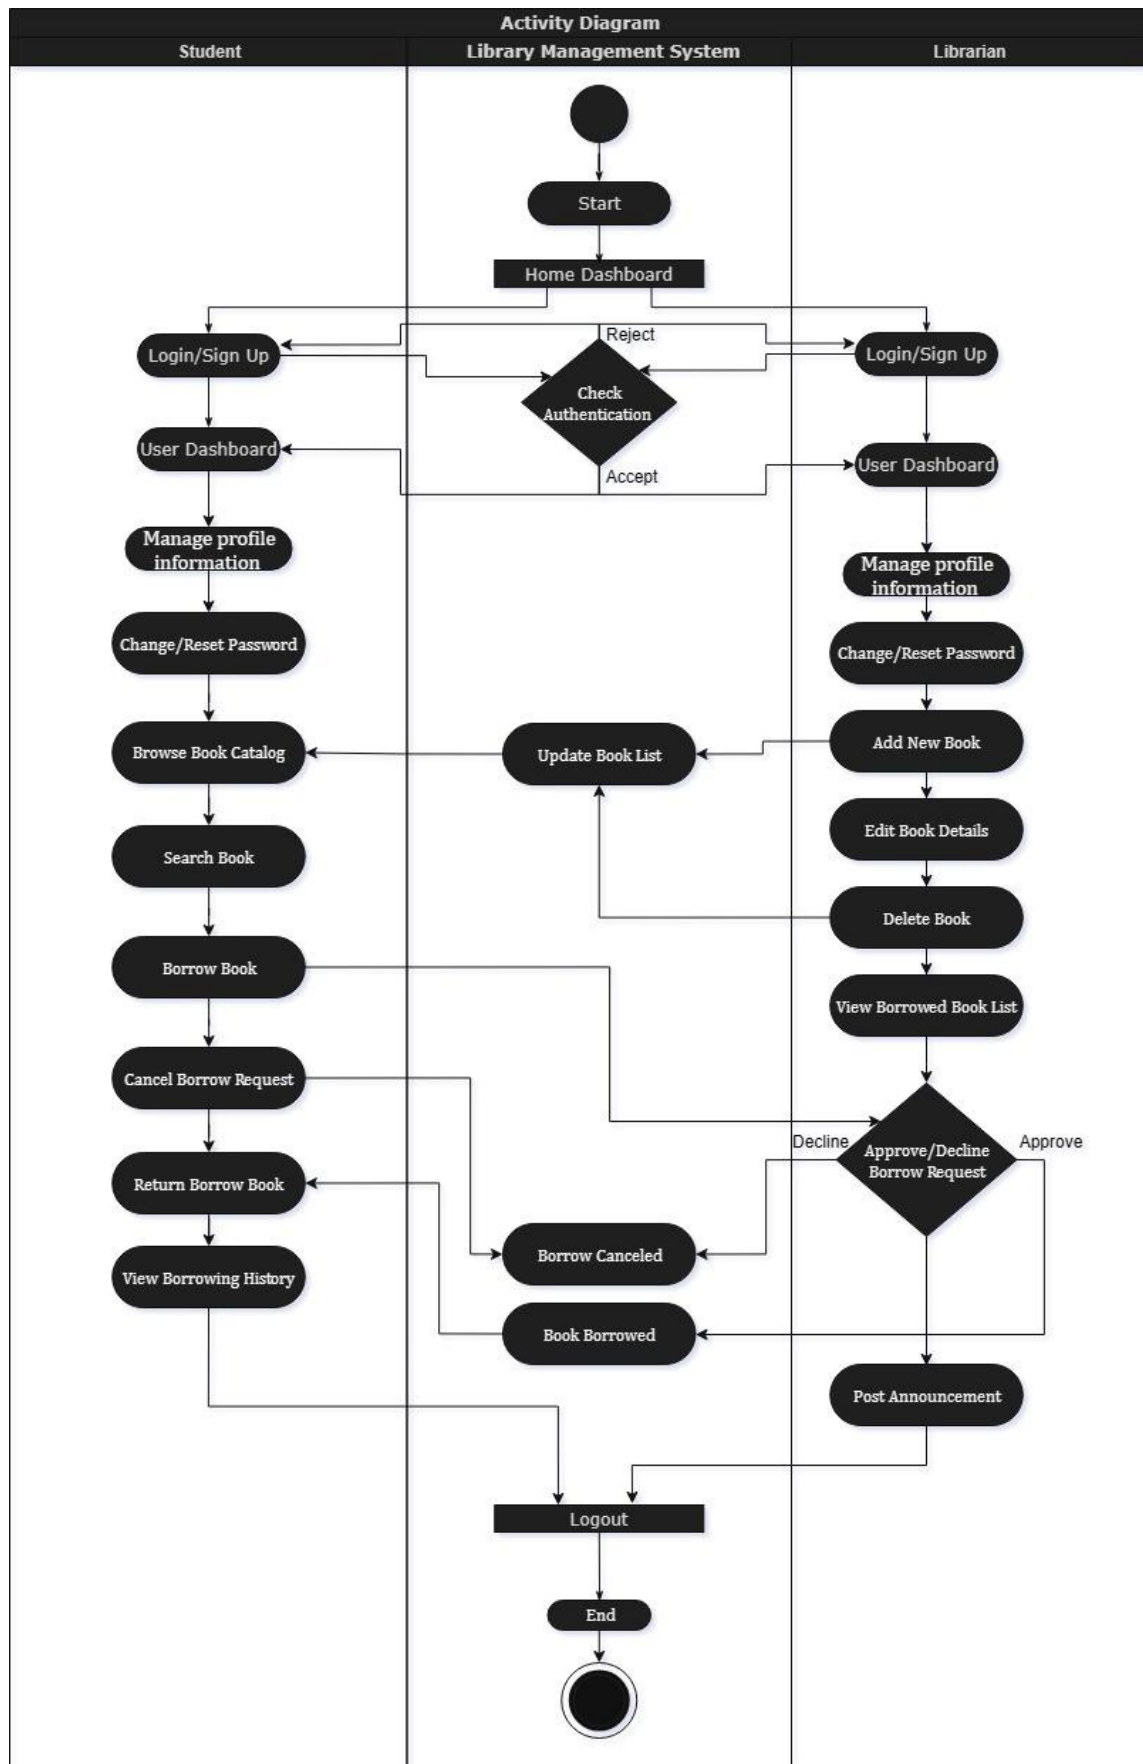 Activity Diagram
Student
Library Management System
Librarian
Start
Home Dashboard
Reject
Login/Sign Up
Login/Sign Up
Check
Authentication
User Dashboard
User Dashboard
Accept
Manage profile
information
Manage profile
information
Change/Reset Password
Change/Reset Password
Browse Book Catalog
Update Book List
Add New Book
Edit Book Details
Search Book
Delete Book
Borrow Book
View Borrowed Book List
Cancel Borrow Request
Decline
Approve/Decline
Borrow Request
Approve
Return Borrow Book
Borrow Canceled
View Borrowing History
Book Borrowed
Post Announcement
Logout
End